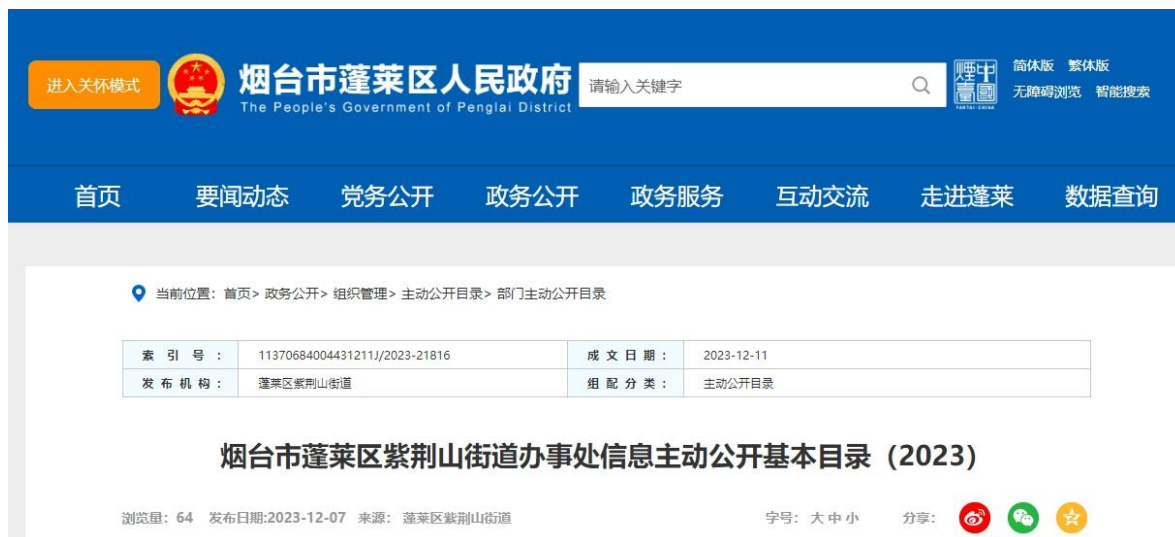 进入关怀模式
烟台市蓬莱区人民政府
The People's Government of Penglai District
请输入关键字
煙臺
中國
YANTAI·CHINA
简体版 繁体版
无障碍浏览 智能搜索
首页 要闻动态 党务公开 政务公开 政务服务 互动交流 走进蓬莱 数据查询
当前位置：首页> 政务公开> 组织管理> 主动公开目录> 部门主动公开目录
索引号： 11370684004431211J/2023-21816 成文日期： 2023-12-11
发布机构： 蓬莱区紫荆山街道 组配分类： 主动公开目录
烟台市蓬莱区紫荆山街道办事处信息主动公开基本目录（2023）
浏览量：64 发布日期:2023-12-07 来源： 蓬莱区紫荆山街道 字号：大 中 小 分享：